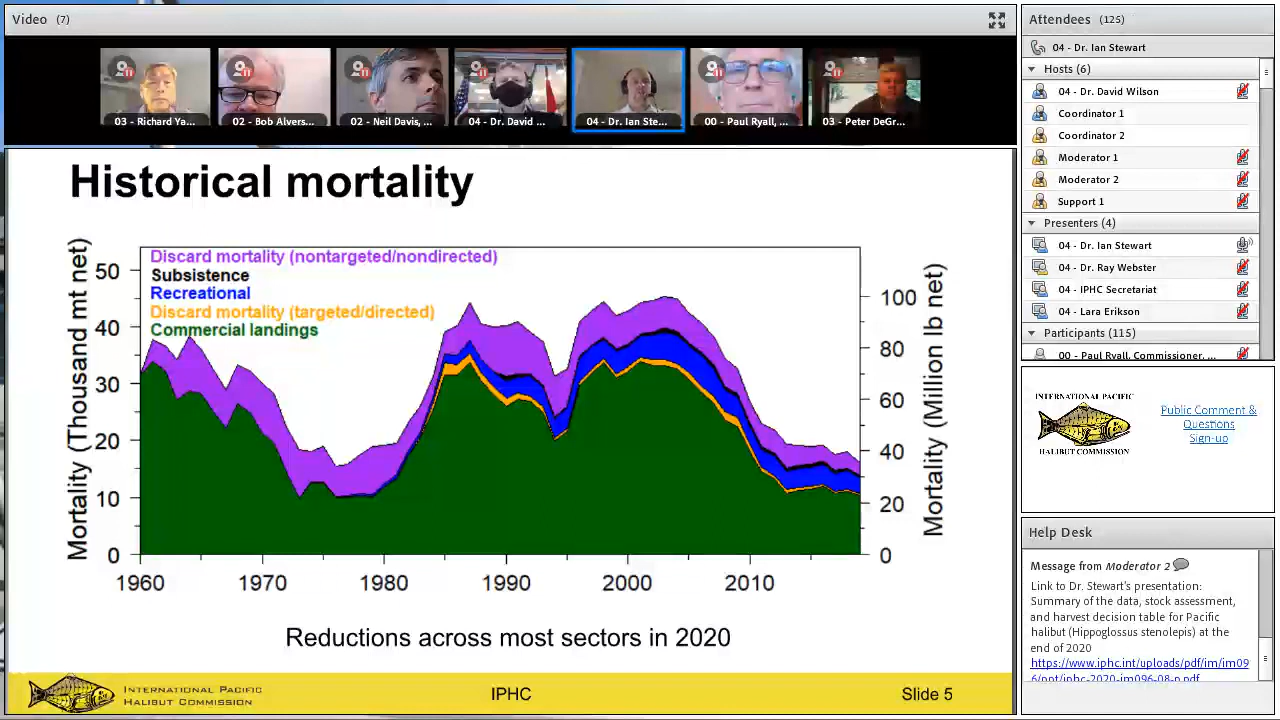 Video (7)
03 - Richard Ya...
02 - Bob Alvers...
02 - Neil Davis, ...
04 - Dr. David ...
04 - Dr. Ian Ste...
00 - Paul Ryall, ...
03 - Peter DeGr...
Historical mortality
Discard mortality (nontargeted/nondirected)
Subsistence
Recreational
Discard mortality (targeted/directed)
Commercial landings
Mortality (Thousand mt net)
50
40
30
20
10
0
Mortality (Million lb net)
100
80
60
40
20
0
1960
1970
1980
1990
2000
2010
Reductions across most sectors in 2020
INTERNATIONAL PACIFIC
HALIBUT COMMISSION
IPHC
Slide 5
Attendees (125)
04 - Dr. Ian Stewart
Hosts (6)
04 - Dr. David Wilson
Coordinator 1
Coordinator 2
Moderator 1
Moderator 2
Support 1
Presenters (4)
04 - Dr. Ian Stewart
04 - Dr. Ray Webster
04 - IPHC Secretariat
04 - Lara Erikson
Participants (115)
00 - Paul Ryall, Commissioner, ...
INTERNATIONAL PACIFIC
HALIBUT COMMISSION
Public Comment &
Questions
Sign-up
Help Desk
Message from Moderator 2
Link to Dr. Stewart's presentation:
Summary of the data, stock assessment,
and harvest decision table for Pacific
halibut (Hippoglossus stenolepis) at the
end of 2020
https://www.iphc.int/uploads/pdf/im/im09
6/ppt/iphc-2020-im096-08-p.pdf